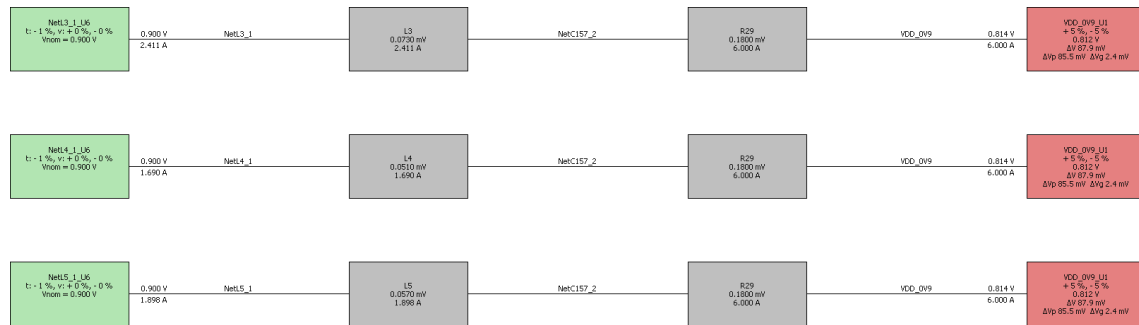 NetL3_1_U6
t: - 1 %, v: + 0 %, - 0 %
Vnom = 0.900 V
0.900 V
2.411 A
NetL3_1
L3
0.0730 mV
2.411 A
NetC157_2
R29
0.1800 mV
6.000 A
VDD_0V9
0.814 V
6.000 A
VDD_0V9_U1
+ 5 %, - 5 %
0.812 V
ΔV 87.9 mV
ΔVp 85.5 mV ΔVg 2.4 mV
NetL4_1_U6
t: - 1 %, v: + 0 %, - 0 %
Vnom = 0.900 V
0.900 V
1.690 A
NetL4_1
L4
0.0510 mV
1.690 A
NetC157_2
R29
0.1800 mV
6.000 A
VDD_0V9
0.814 V
6.000 A
VDD_0V9_U1
+ 5 %, - 5 %
0.812 V
ΔV 87.9 mV
ΔVp 85.5 mV ΔVg 2.4 mV
NetL5_1_U6
t: - 1 %, v: + 0 %, - 0 %
Vnom = 0.900 V
0.900 V
1.898 A
NetL5_1
L5
0.0570 mV
1.898 A
NetC157_2
R29
0.1800 mV
6.000 A
VDD_0V9
0.814 V
6.000 A
VDD_0V9_U1
+ 5 %, - 5 %
0.812 V
ΔV 87.9 mV
ΔVp 85.5 mV ΔVg 2.4 mV